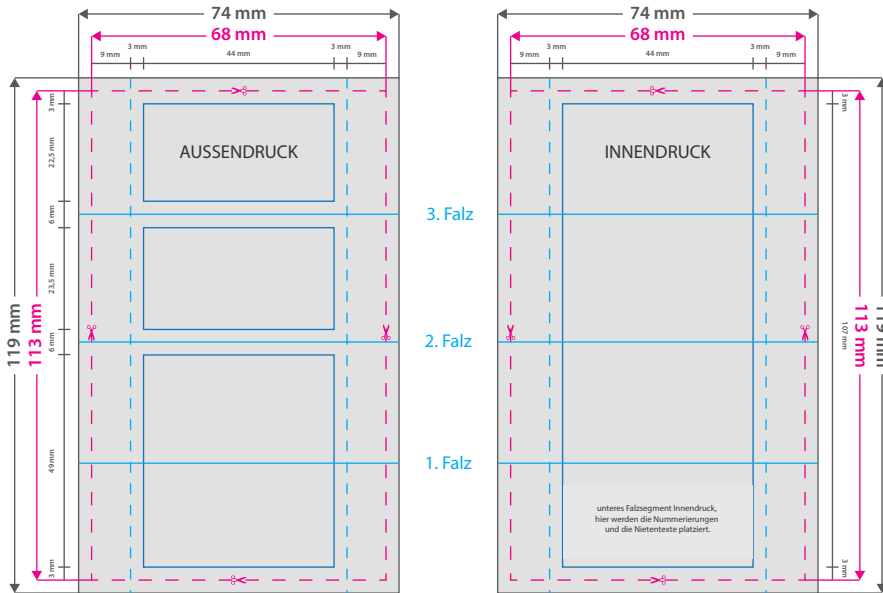 74 mm
68 mm
3 mm
3 mm
9 mm
44 mm
9 mm
74 mm
68 mm
3 mm
3 mm
9 mm
44 mm
9 mm
3 mm
22,5 mm
6 mm
23,5 mm
6 mm
49mm
3 mm
119 mm
113 mm
AUSSENDRUCK
INNENDRUCK
3. Falz
2. Falz
1. Falz
unteres Falzsegment Innendruck,
hier werden die Nummerierungen
und die Nietentexte platziert.
3 mm
107 mm
3 mm
113 mm
119 mm